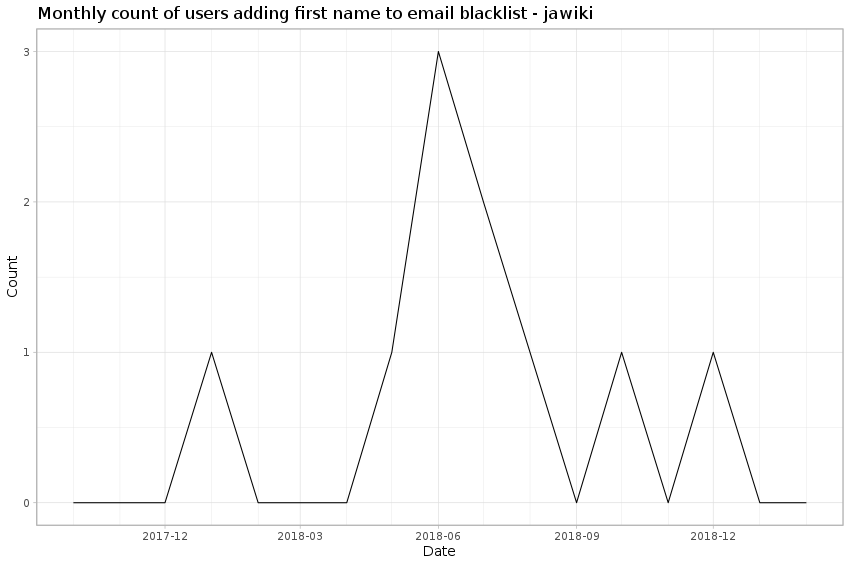 Monthly count of users adding first name to email blacklist - jawiki
3
2
1
0
Count
2017-12 2018-03 2018-06 2018-09 2018-12
Date